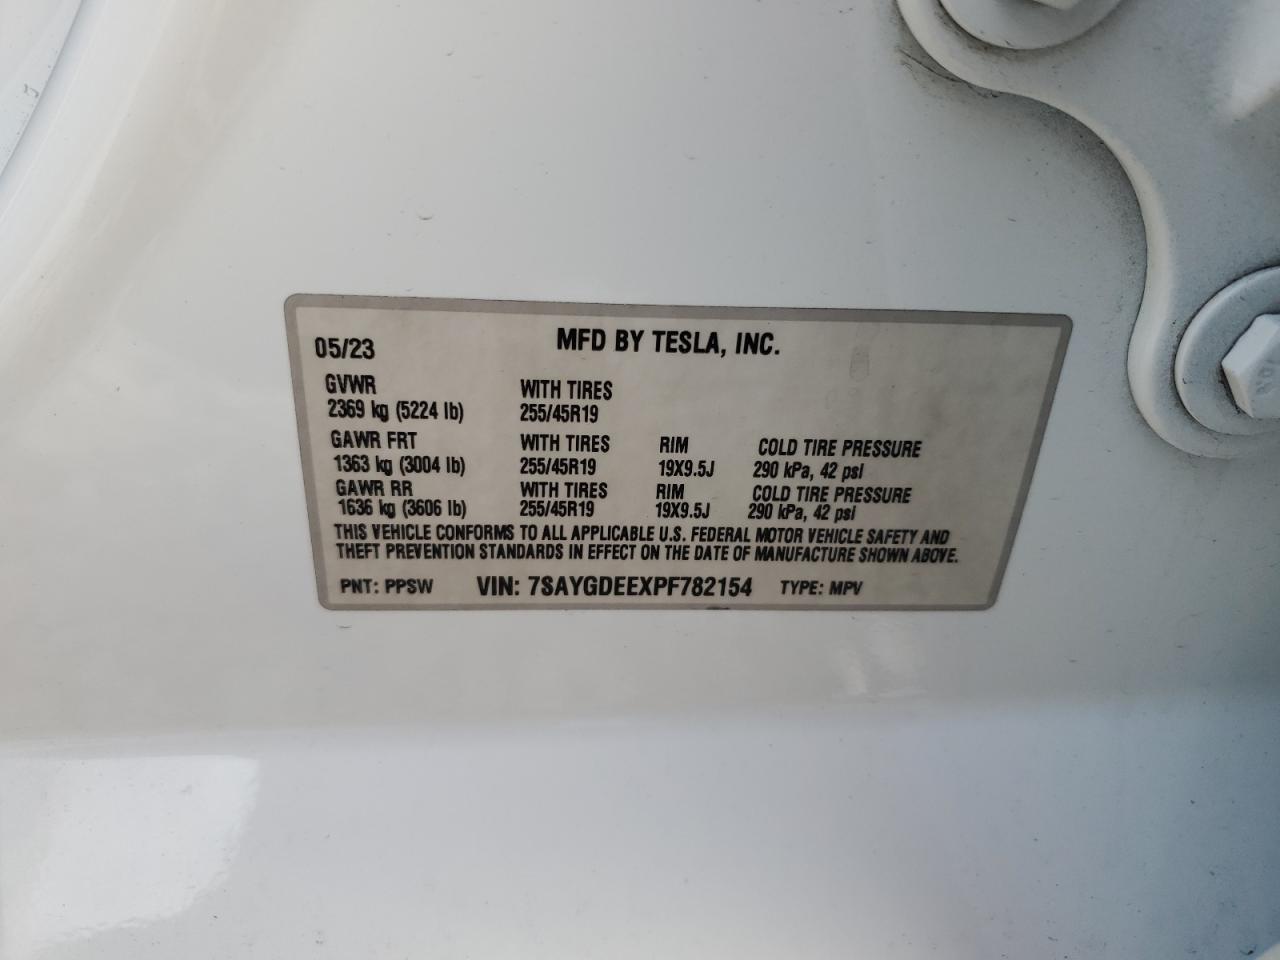 05/23 MFD BY TESLA, INC.
GVWR WITH TIRES
2369 kg (5224 lb) 255/45R19
GAWR FRT WITH TIRES RIM COLD TIRE PRESSURE
1363 kg (3004 lb) 255/45R19 19X9.5J 290 kPa, 42 psi
GAWR RR WITH TIRES RIM COLD TIRE PRESSURE
1636 kg (3606 lb) 255/45R19 19X9.5J 290 kPa, 42 psi
THIS VEHICLE CONFORMS TO ALL APPLICABLE U.S. FEDERAL MOTOR VEHICLE SAFETY AND
THEFT PREVENTION STANDARDS IN EFFECT ON THE DATE OF MANUFACTURE SHOWN ABOVE.
PNT: PPSW VIN: 7SAYGDEEXPF782154 TYPE: MPV